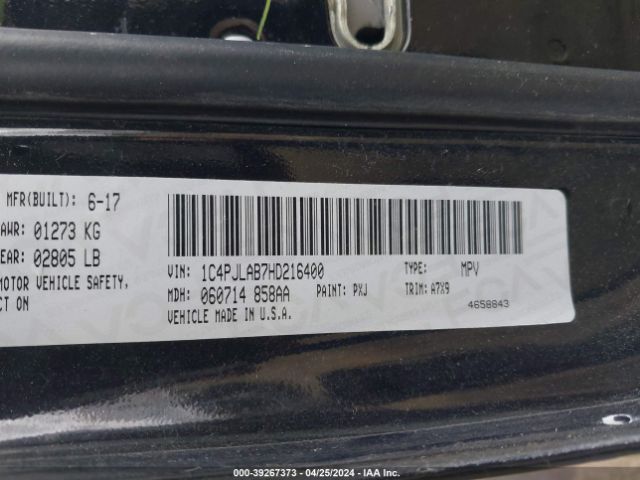 MFR(BUILT): 6-17
AWR: 01273 KG
EAR: 02805 LB
MOTOR VEHICLE SAFETY,
CT ON
VIN: 1C4PJLAB7HD216400 TYPE: MPV
MDH: 060714 858AA PAINT: PXJ TRIM: A7X9
VEHICLE MADE IN U.S.A. 4658843
000-39267373 - 04/25/2024 - IAA Inc.